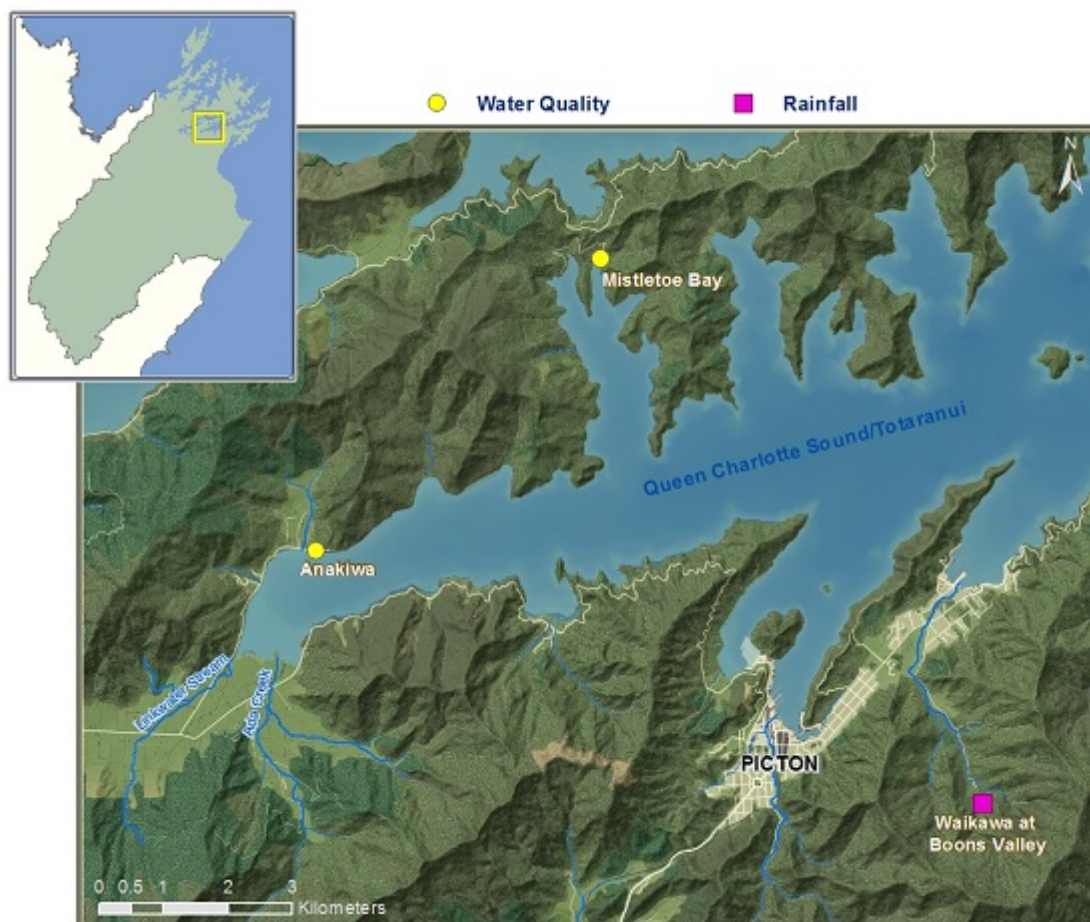 Water Quality
Rainfall
N
Mistletoe Bay
Queen Charlotte Sound/Totaranui
Anakiwa
Linkwater Stream
Ada Creek
PICTON
Waikawa at
Boons Valley
0 0.5 1 2 3
Kilometers